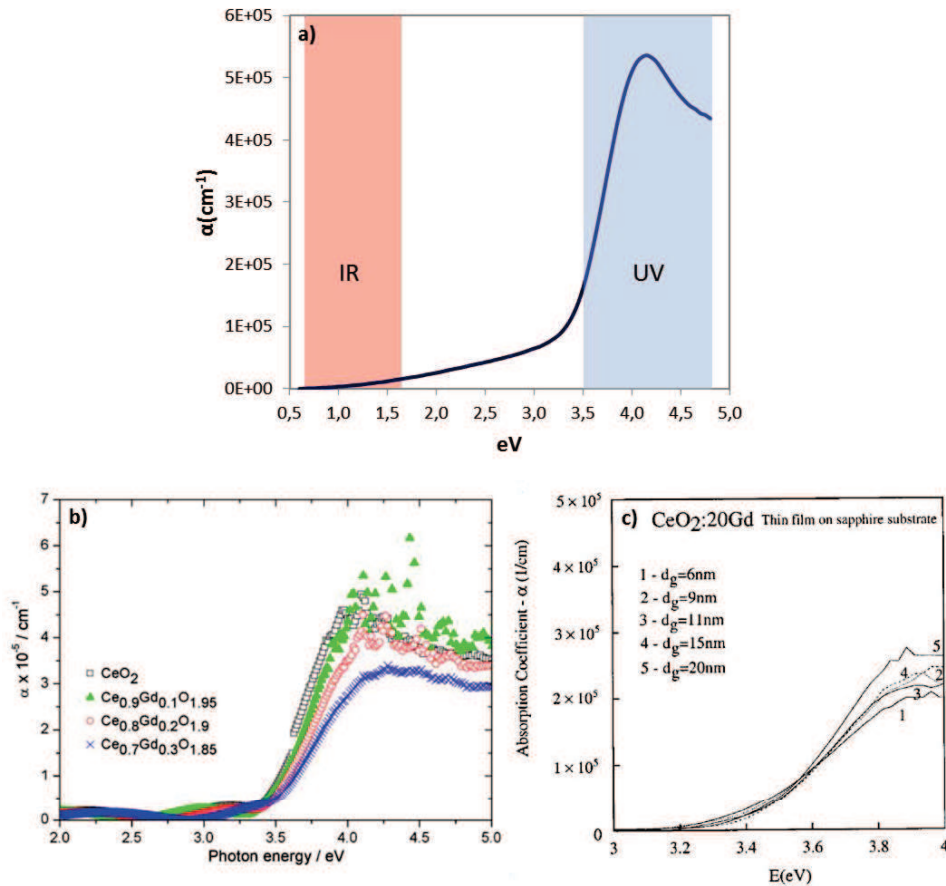 a)
6E+05
5E+05
4E+05
3E+05
2E+05
1E+05
0E+00
α(cm⁻¹)
IR
UV
0,5 1,0 1,5 2,0 2,5 3,0 3,5 4,0 4,5 5,0
eV
b)
7
6
5
4
3
2
1
0
α x 10⁻⁵ / cm⁻¹
CeO₂
Ce₀.₉Gd₀.₁O₁.₉₅
Ce₀.₈Gd₀.₂O₁.₉
Ce₀.₇Gd₀.₃O₁.₈₅
2.0 2.5 3.0 3.5 4.0 4.5 5.0
Photon energy / eV
c) CeO₂:20Gd Thin film on sapphire substrate
5 x 10⁵
4 x 10⁵
3 x 10⁵
2 x 10⁵
1 x 10⁵
0
Absorption Coefficient - α (1/cm)
1 - d_g=6nm
2 - d_g=9nm
3 - d_g=11nm
4 - d_g=15nm
5 - d_g=20nm
5
4
2
3
1
3 3.2 3.4 3.6 3.8 4
E(eV)